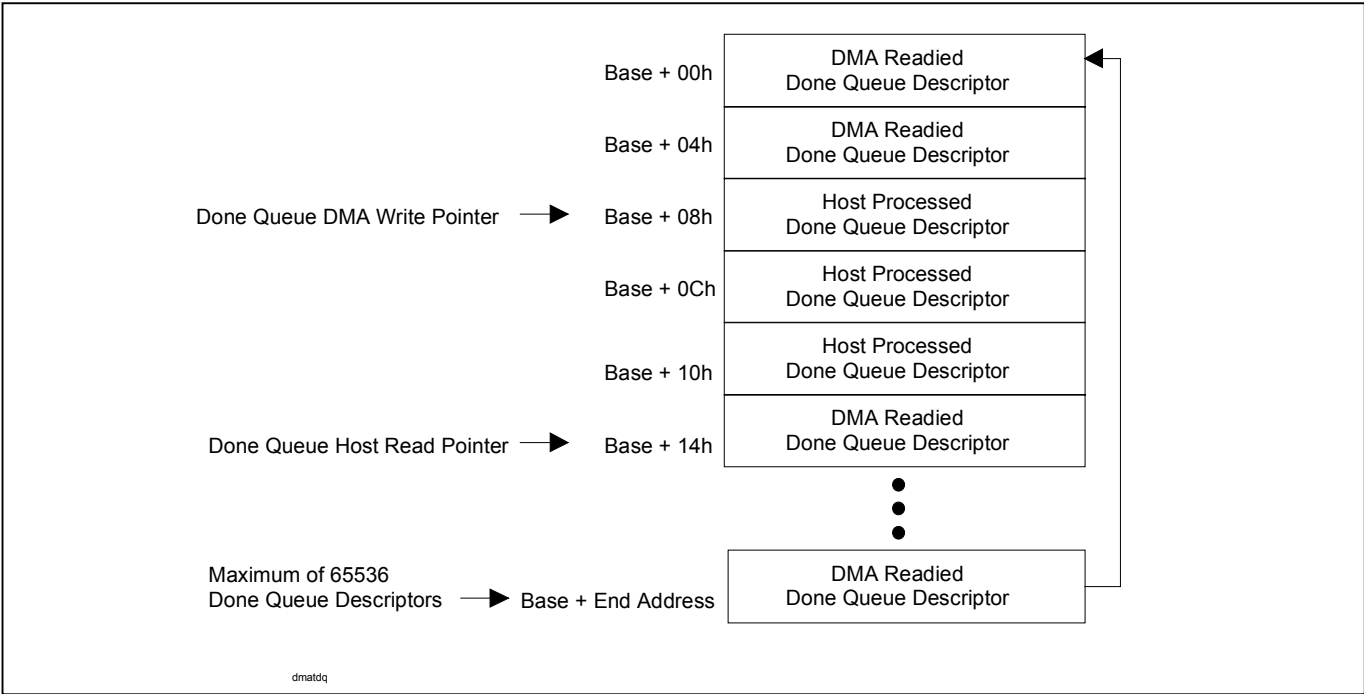 DMA Readied
Base + 00h
Done Queue Descriptor
DMA Readied
Base + 04h
Done Queue Descriptor
Host Processed
Done Queue DMA Write Pointer
Base + 08h
Done Queue Descriptor
Host Processed
Base + 0Ch
Done Queue Descriptor
Host Processed
Base + 10h
Done Queue Descriptor
DMA Readied
Done Queue Host Read Pointer
Base + 14h
Done Queue Descriptor
Maximum of 65536
Done Queue Descriptors
Base + End Address
DMA Readied
Done Queue Descriptor
dmatdq